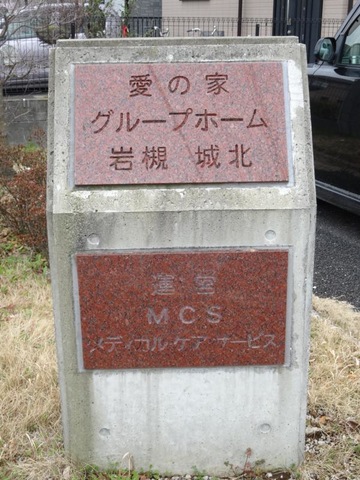 愛の家
グループホーム
岩槻 城北
運営
MCS
メディカル ケア サービス